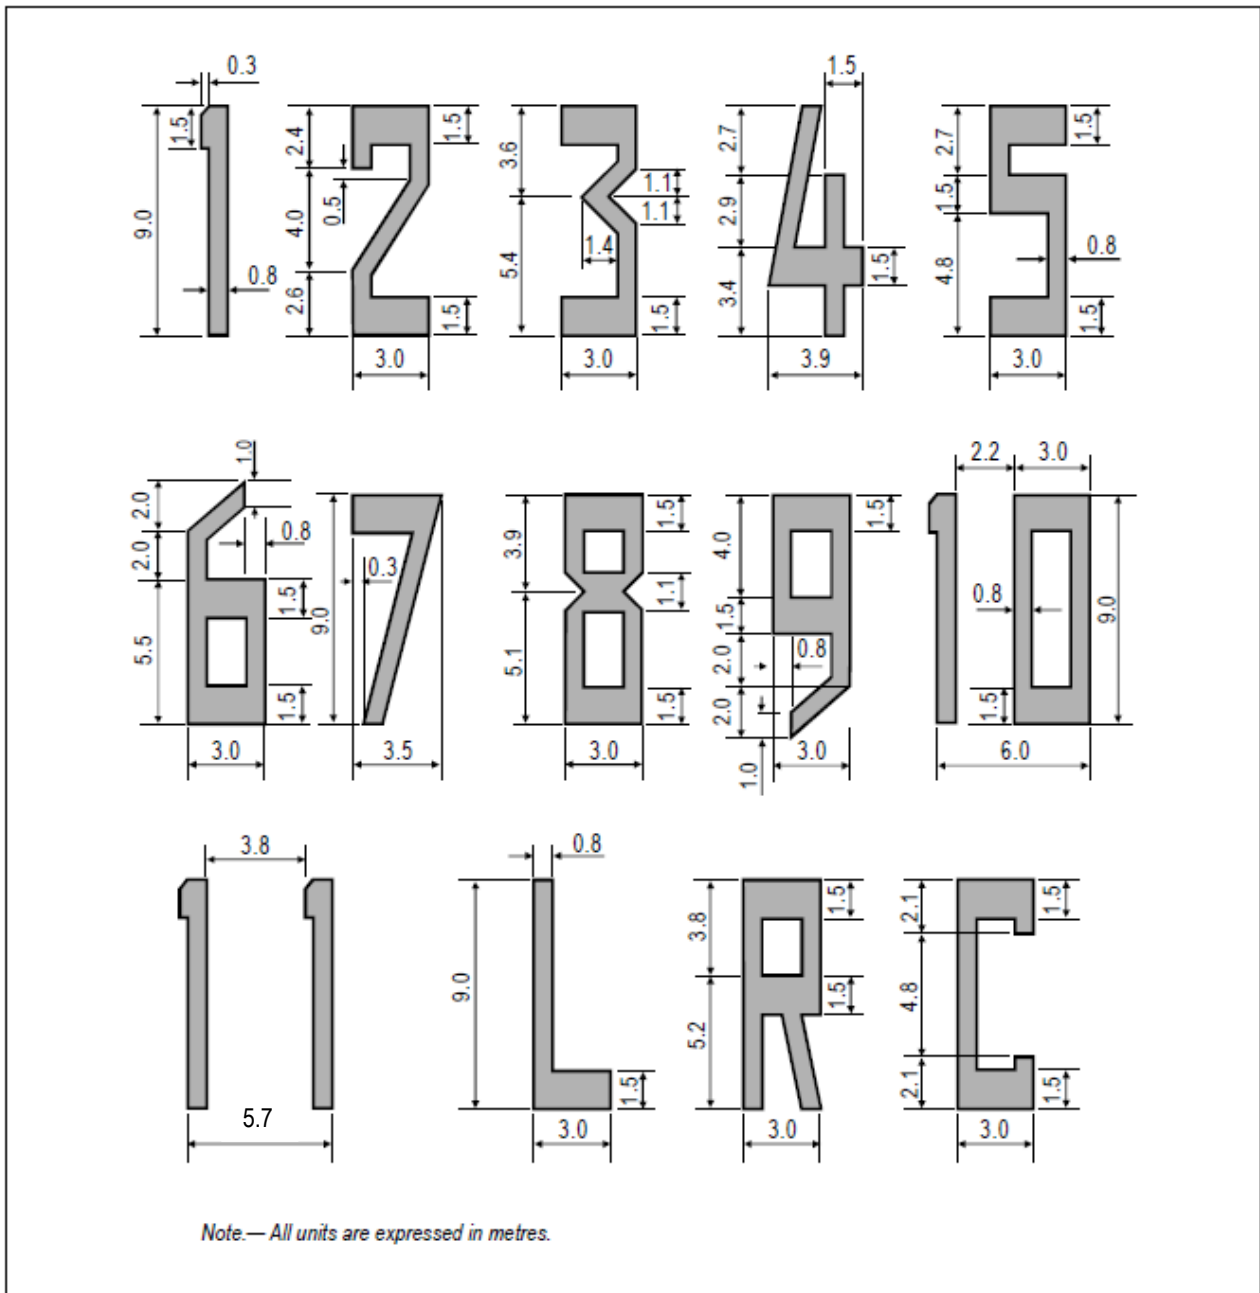 0.3 1.5
1.5 2.4 1.5 3.6 1.5 2.7 2.7 1.5
9.0 0.5 4.0 1.1 1.1 2.9 1.5
0.8 2.6 1.5 1.4 5.4 1.5 3.4 1.5 4.8 0.8 1.5
3.0 3.0 3.9 3.0
1.0 2.2 3.0
2.0 0.8 1.5 1.5
2.0 0.3 3.9 4.0
1.5 9.0 1.1 1.5 0.8 9.0
5.5 5.1 2.0 0.8
1.5 1.5 2.0 1.5
3.0 3.5 3.0 1.0 3.0 6.0
3.8 0.8
3.8 1.5 2.1 1.5
9.0 1.5 4.8
1.5 5.2 2.1 1.5
5.7 3.0 3.0 3.0
Note.— All units are expressed in metres.